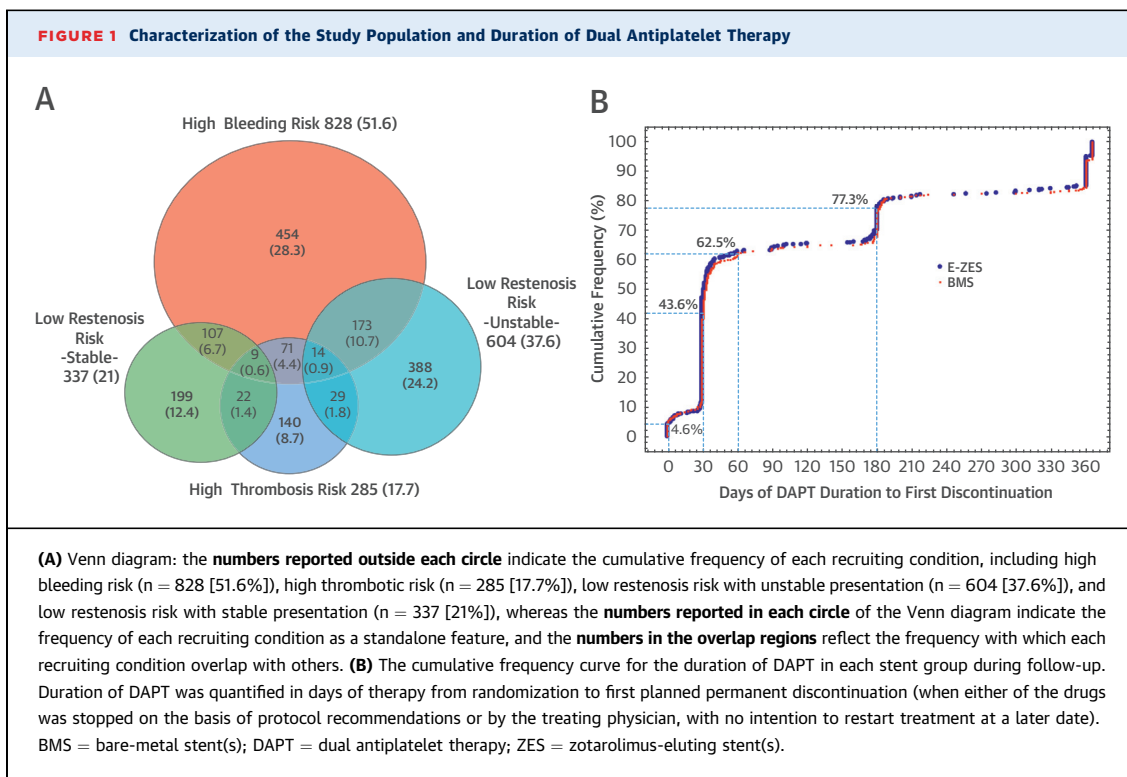 FIGURE 1 Characterization of the Study Population and Duration of Dual Antiplatelet Therapy
A
High Bleeding Risk 828 (51.6)
454
(28.3)
Low Restenosis
Risk
-Stable-
337 (21)
107
(6.7)
9
(0.6)
71
(4.4)
14
(0.9)
173
(10.7)
Low Restenosis
Risk
-Unstable-
604 (37.6)
199
(12.4)
22
(1.4)
140
(8.7)
29
(1.8)
388
(24.2)
High Thrombosis Risk 285 (17.7)
B
Cumulative Frequency (%)
100
90
80
70
60
50
40
30
20
10
0
77.3%
62.5%
43.6%
4.6%
E-ZES
BMS
0 30 60 90 120 150 180 210 240 270 300 330 360
Days of DAPT Duration to First Discontinuation
(A) Venn diagram: the numbers reported outside each circle indicate the cumulative frequency of each recruiting condition, including high
bleeding risk (n = 828 [51.6%]), high thrombotic risk (n = 285 [17.7%]), low restenosis risk with unstable presentation (n = 604 [37.6%]), and
low restenosis risk with stable presentation (n = 337 [21%]), whereas the numbers reported in each circle of the Venn diagram indicate the
frequency of each recruiting condition as a standalone feature, and the numbers in the overlap regions reflect the frequency with which each
recruiting condition overlap with others. (B) The cumulative frequency curve for the duration of DAPT in each stent group during follow-up.
Duration of DAPT was quantified in days of therapy from randomization to first planned permanent discontinuation (when either of the drugs
was stopped on the basis of protocol recommendations or by the treating physician, with no intention to restart treatment at a later date).
BMS = bare-metal stent(s); DAPT = dual antiplatelet therapy; ZES = zotarolimus-eluting stent(s).